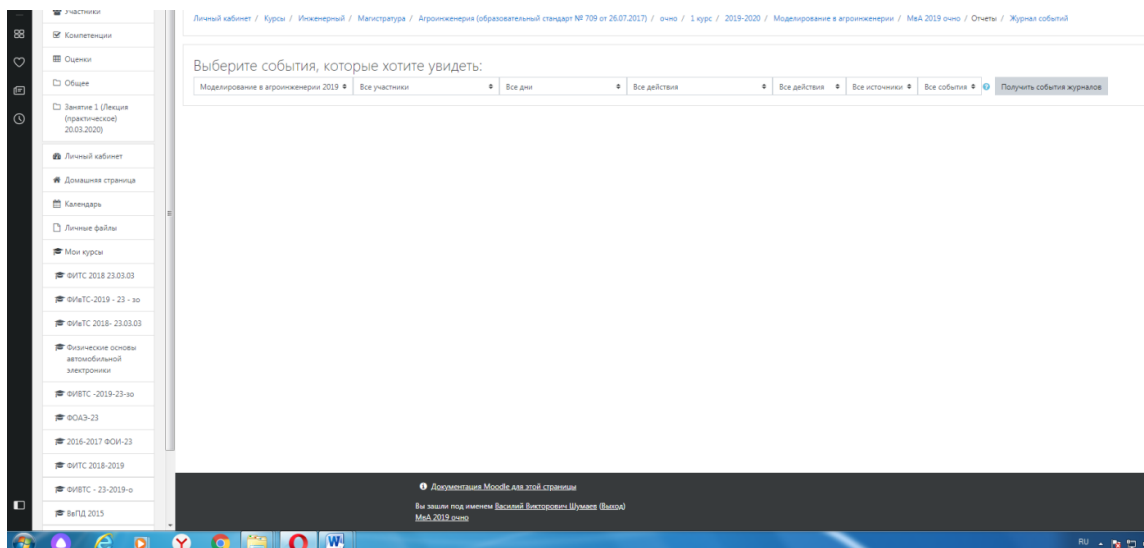 Участники
Личный кабинет / Курсы / Инженерный / Магистратура / Агроинженерия (образовательный стандарт № 709 от 26.07.2017) / очно / 1 курс / 2019-2020 / Моделирование в агроинженерии / МвА 2019 очно / Отчеты / Журнал событий
Компетенции
Оценки
Общее
Занятие 1 (Лекция
(практическое)
20.03.2020)
Личный кабинет
Домашняя страница
Календарь
Личные файлы
Мои курсы
ФИТС 2018 23.03.03
ФИвТС-2019 - 23 - зо
ФИвТС 2018- 23.03.03
Физические основы
автомобильной
электроники
ФИВТС -2019-23-зо
ФОАЭ-23
2016-2017 ФОИ-23
ФИТС 2018-2019
ФИВТС - 23-2019-о
ВвПД 2015
Выберите события, которые хотите увидеть:
Моделирование в агроинженерии 2019 Все участники Все дни Все действия Все действия Все источники Все события Получить события журналов
Документация Moodle для этой страницы
Вы зашли под именем Василий Викторович Шумаев (Выход)
МвА 2019 очно
RU